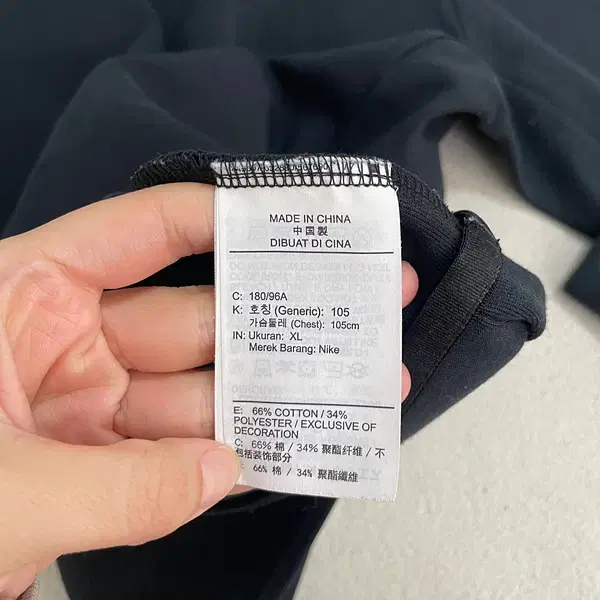 MADE IN CHINA
中国製
DIBUAT DI CINA
C: 180/96A
K: 호칭 (Generic): 105
가슴둘레 (Chest): 105cm
IN: Ukuran: XL
Merek Barang: Nike
E: 66% COTTON / 34%
POLYESTER / EXCLUSIVE OF
DECORATION
C: 66% 棉 / 34% 聚酯纤维 / 不
包括装饰部分
66% 棉 / 34% 聚酯纖維